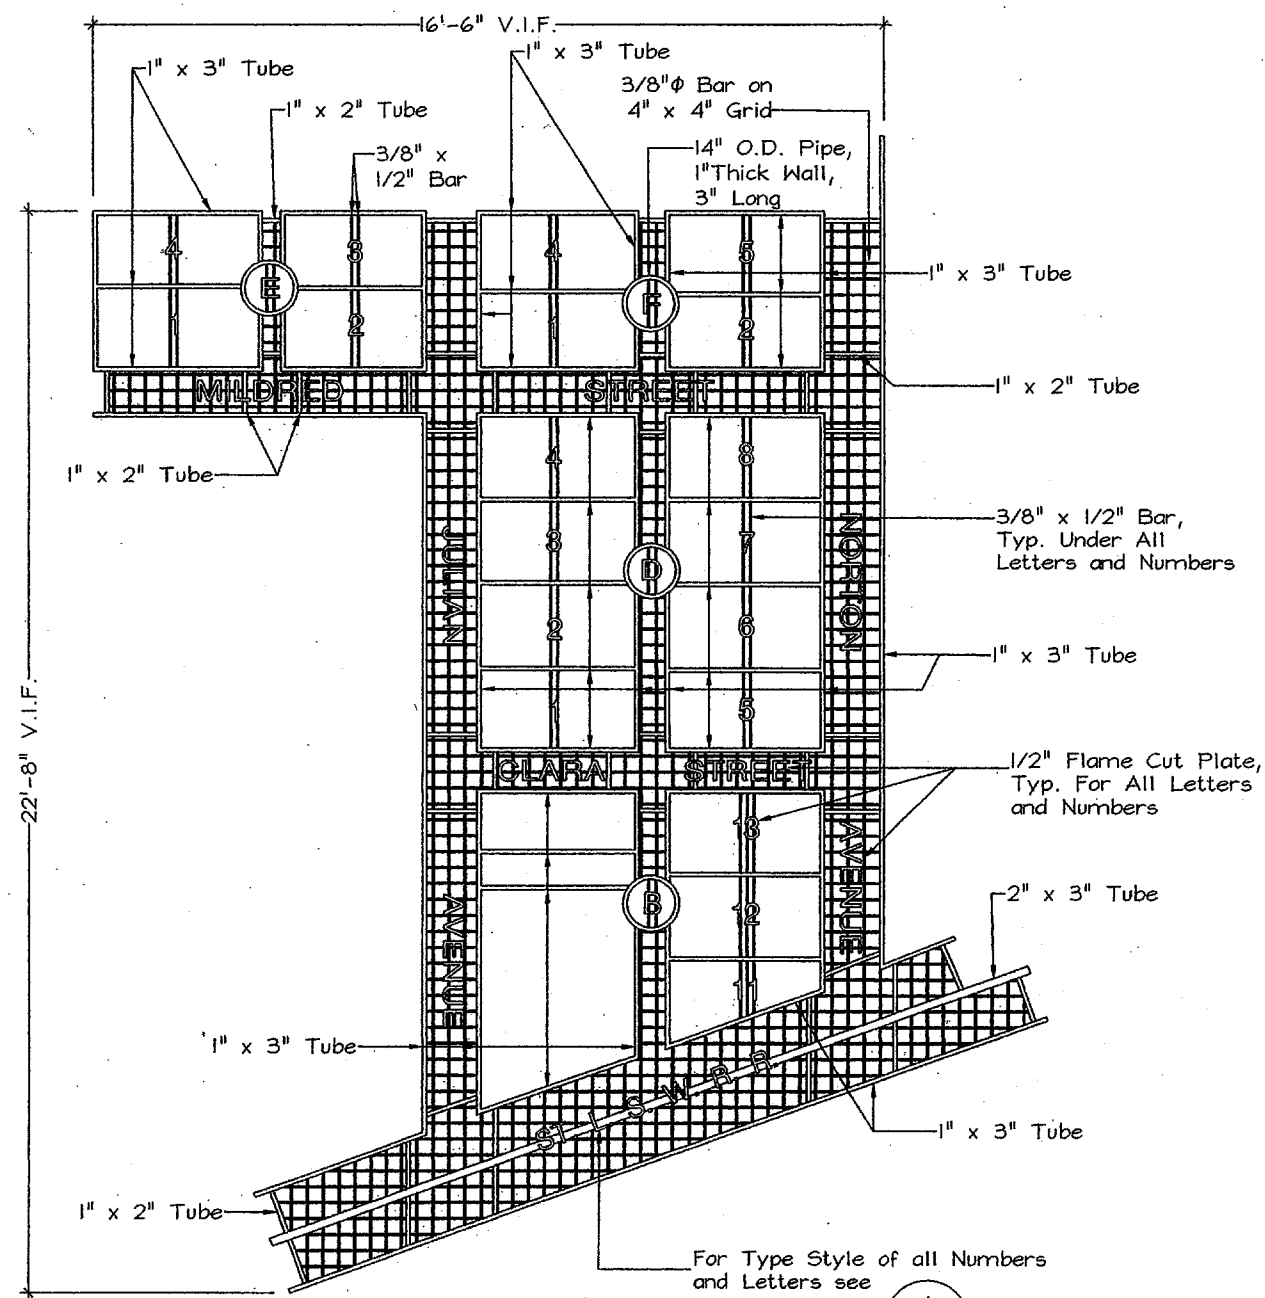 16'-6" V.I.F.
1" x 3" Tube
1" x 3" Tube
3/8"ϕ Bar on
4" x 4" Grid
1" x 2" Tube
3/8" x
1/2" Bar
14" O.D. Pipe,
1"Thick Wall,
3" Long
4
3
4
5
E
F
1" x 3" Tube
1
2
1
2
MILDRED STREET
1" x 2" Tube
1" x 2" Tube
4
8
3/8" x 1/2" Bar,
Typ. Under All
Letters and Numbers
3
7
D
JULIAN
NORTON
2
6
1" x 3" Tube
1
5
22'-8" V.I.F.
CLARA STREET
1/2" Flame Cut Plate,
Typ. For All Letters
and Numbers
13
B
12
AVENUE
AVENUE
2" x 3" Tube
11
1" x 3" Tube
ST L S W R R
1" x 3" Tube
1" x 2" Tube
For Type Style of all Numbers
and Letters see